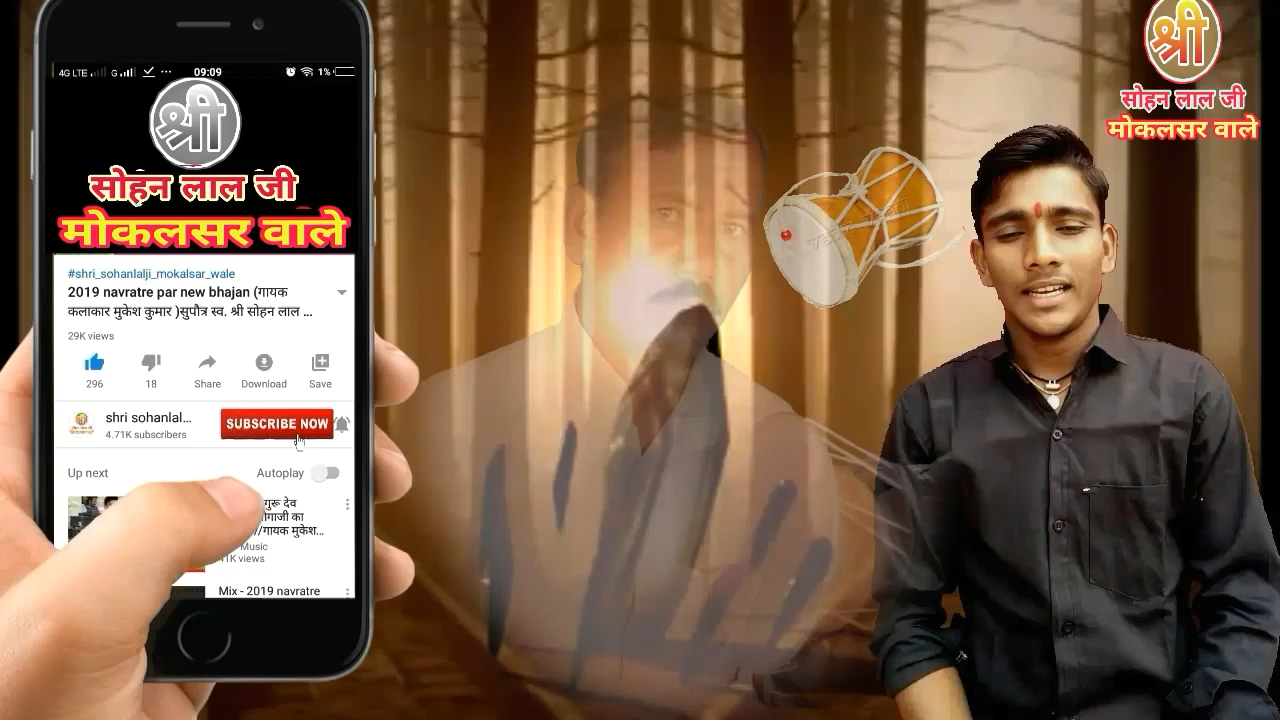 4G LTE G 09:09 1%
श्री
सोहन लाल जी
मोकलसर वाले
#shri_sohanlalji_mokalsar_wale
2019 navratre par new bhajan (गायक
कलाकार मुकेश कुमार )सुपौत्र स्व. श्री सोहन लाल ...
29K views
296 18 Share Download Save
shri sohanlal...
SUBSCRIBE NOW
4.71K subscribers
Up next Autoplay
गुरू देव
ोगाजी का
/गायक मुकेश...
Music
1K views
Mix - 2019 navratre
श्री
सोहन लाल जी
मोकलसर वाले